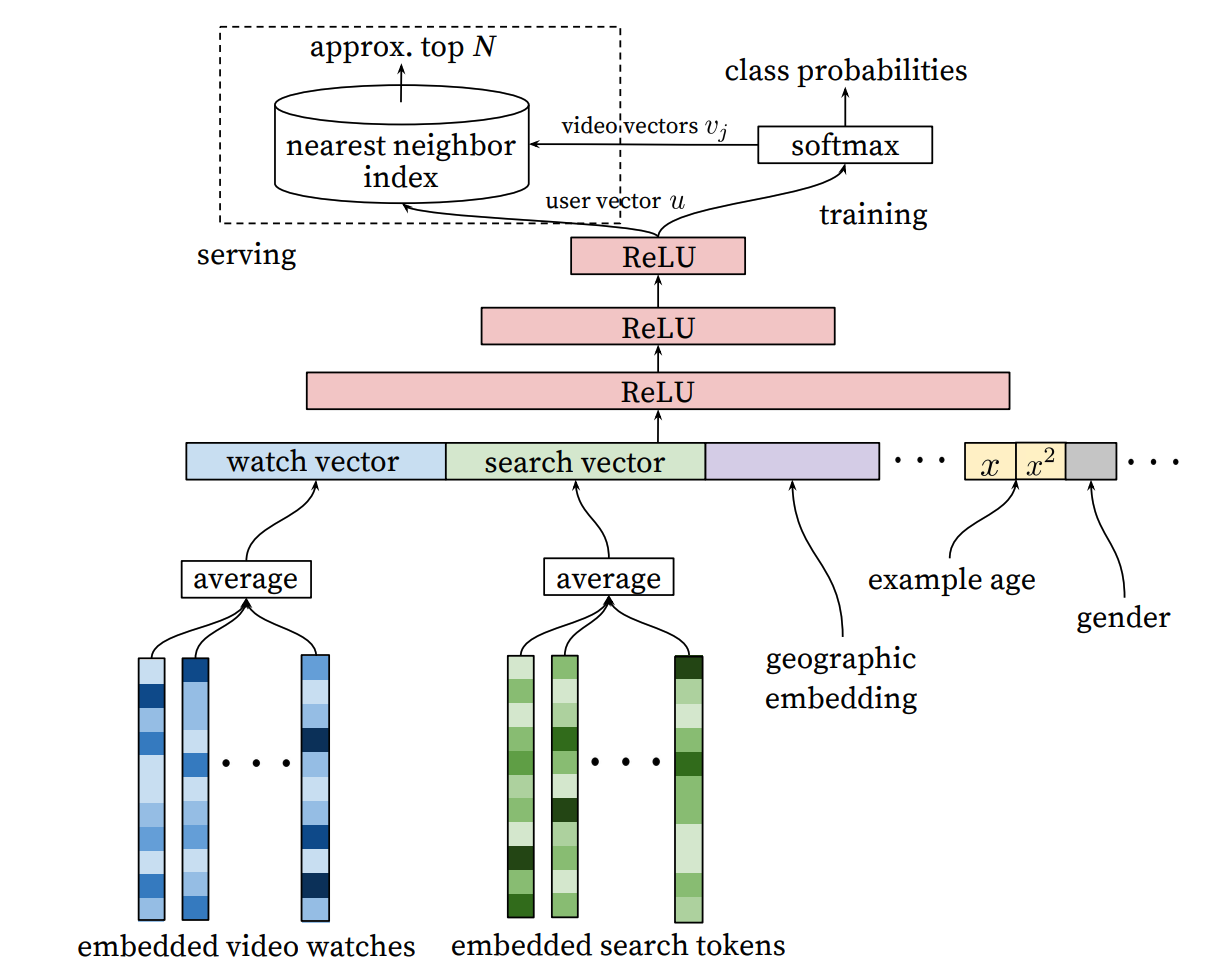 approx. top N
class probabilities
video vectors v_j
nearest neighbor
index
softmax
user vector u
training
serving
ReLU
ReLU
ReLU
watch vector
search vector
. . .
x
x²
. . .
average
average
example age
gender
geographic
embedding
. . .
. . .
embedded video watches
embedded search tokens